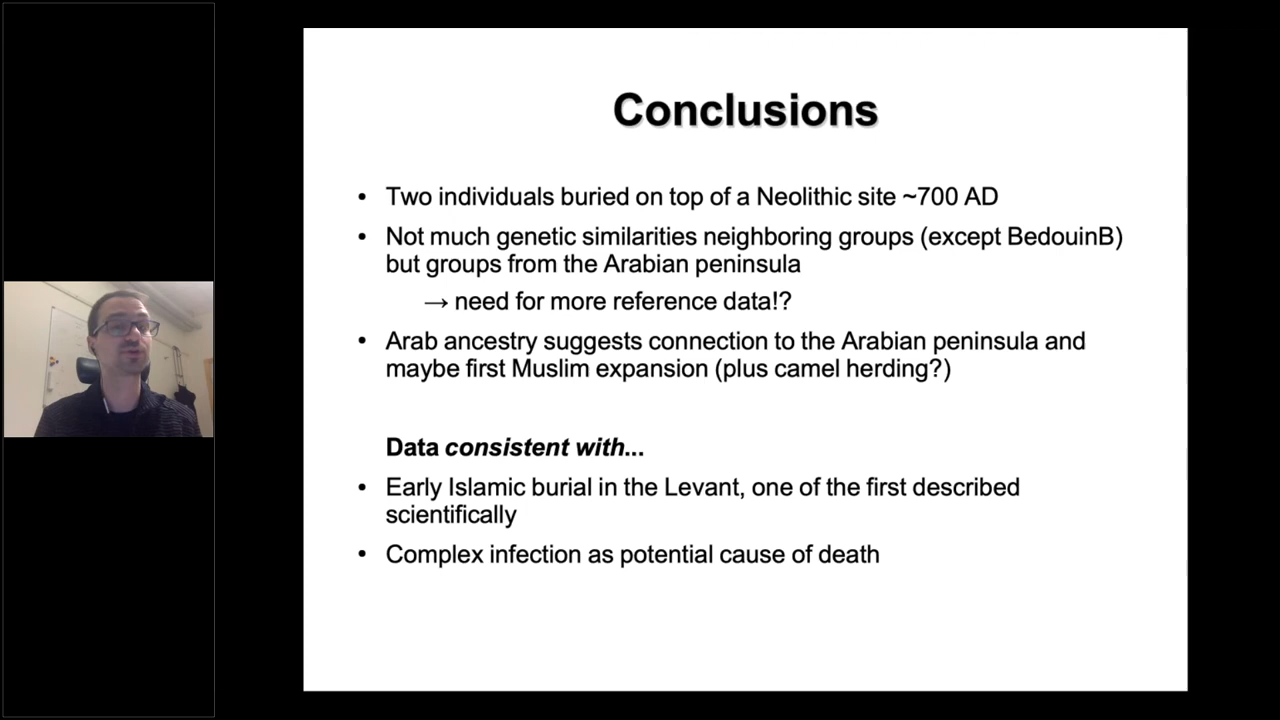 Conclusions
• Two individuals buried on top of a Neolithic site ~700 AD
• Not much genetic similarities neighboring groups (except BedouinB)
but groups from the Arabian peninsula
→ need for more reference data!?
• Arab ancestry suggests connection to the Arabian peninsula and
maybe first Muslim expansion (plus camel herding?)
Data consistent with...
• Early Islamic burial in the Levant, one of the first described
scientifically
• Complex infection as potential cause of death